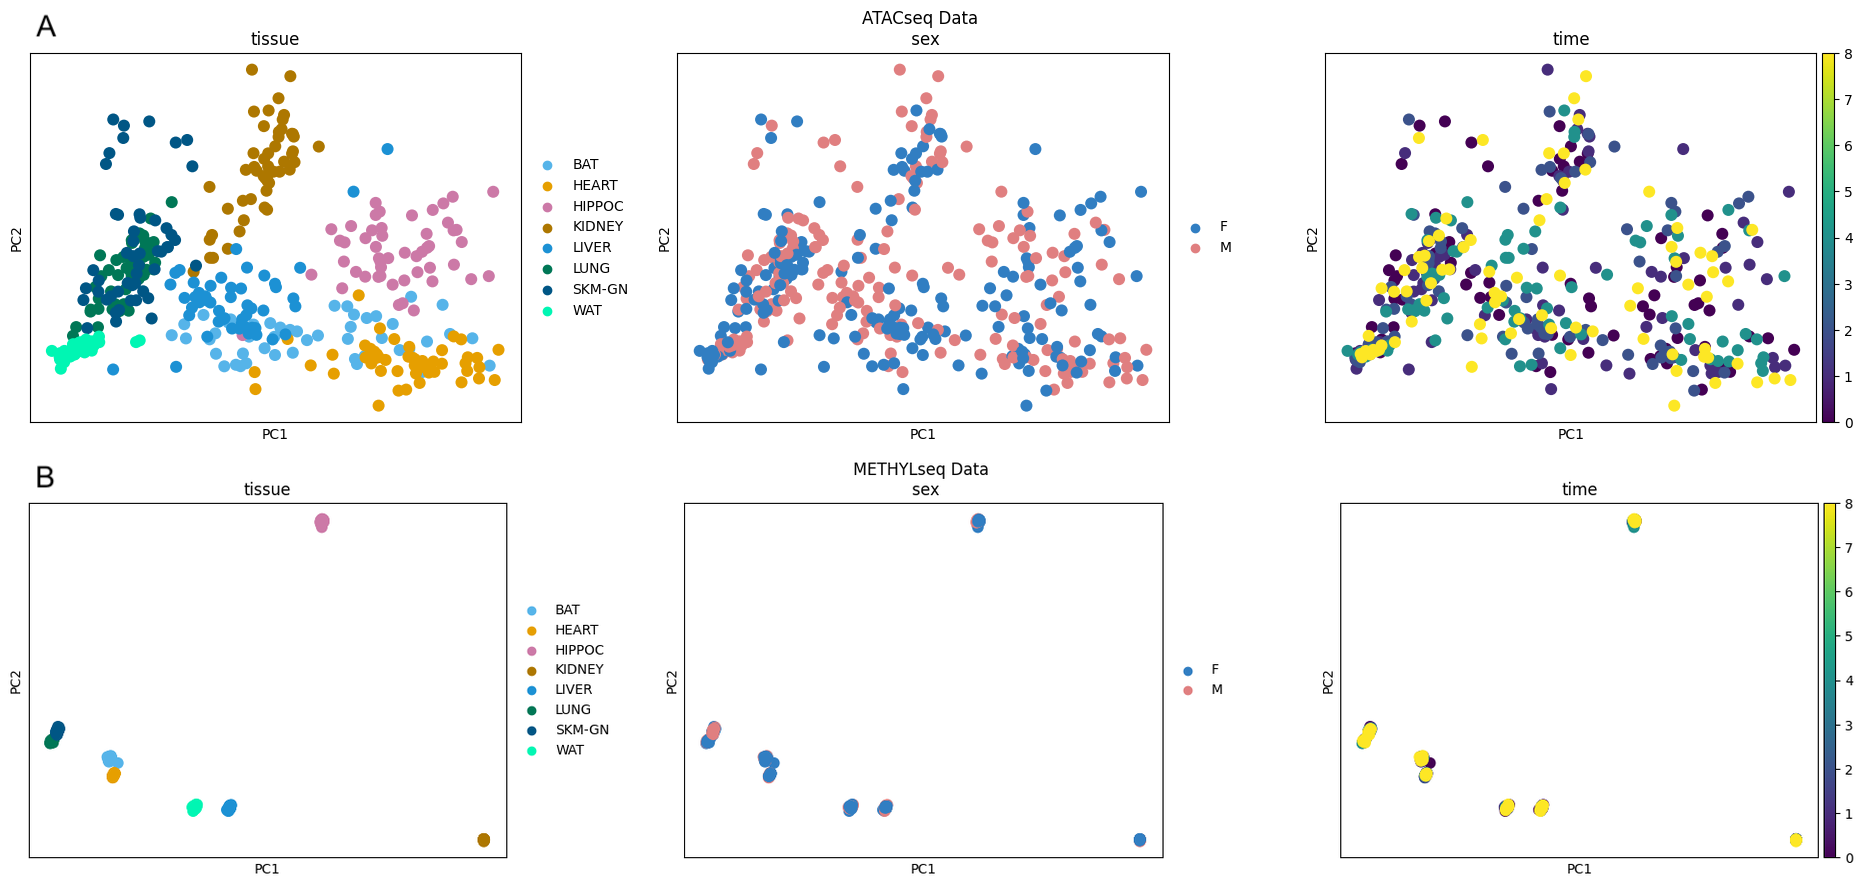 A
ATACseq Data
tissue
sex
time
PC2
PC1
BAT
HEART
HIPPOC
KIDNEY
LIVER
LUNG
SKM-GN
WAT
PC2
PC1
F
M
PC2
PC1
8
7
6
5
4
3
2
1
0
B
METHYLseq Data
tissue
sex
time
PC2
PC1
BAT
HEART
HIPPOC
KIDNEY
LIVER
LUNG
SKM-GN
WAT
PC2
PC1
F
M
PC2
PC1
8
7
6
5
4
3
2
1
0